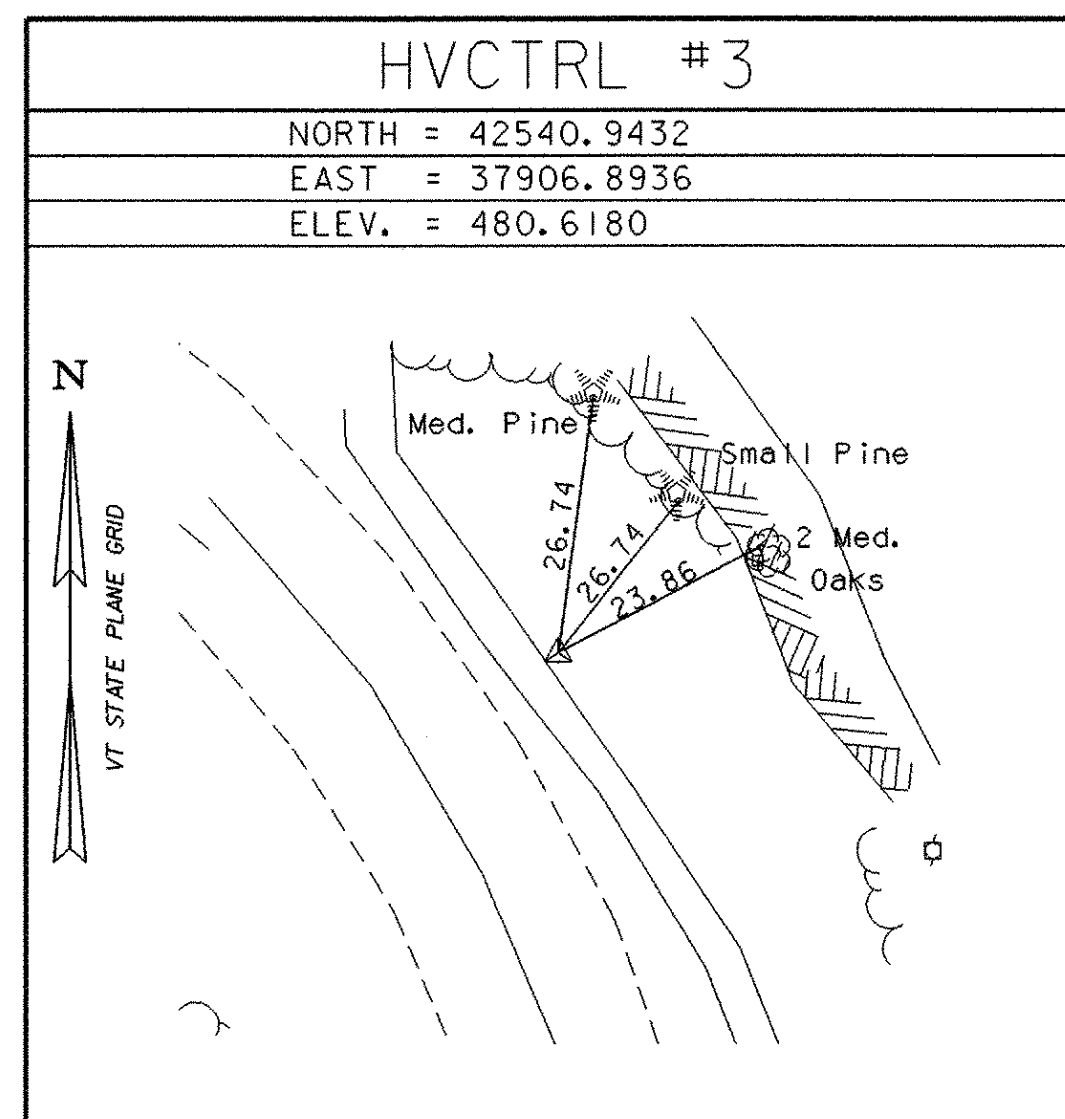 HVCTRL #3
NORTH = 42540.9432
EAST = 37906.8936
ELEV. = 480.6180
N
VT STATE PLANE GRID
Med. Pine
Small Pine
2 Med.
Oaks
26.74
26.74
23.86